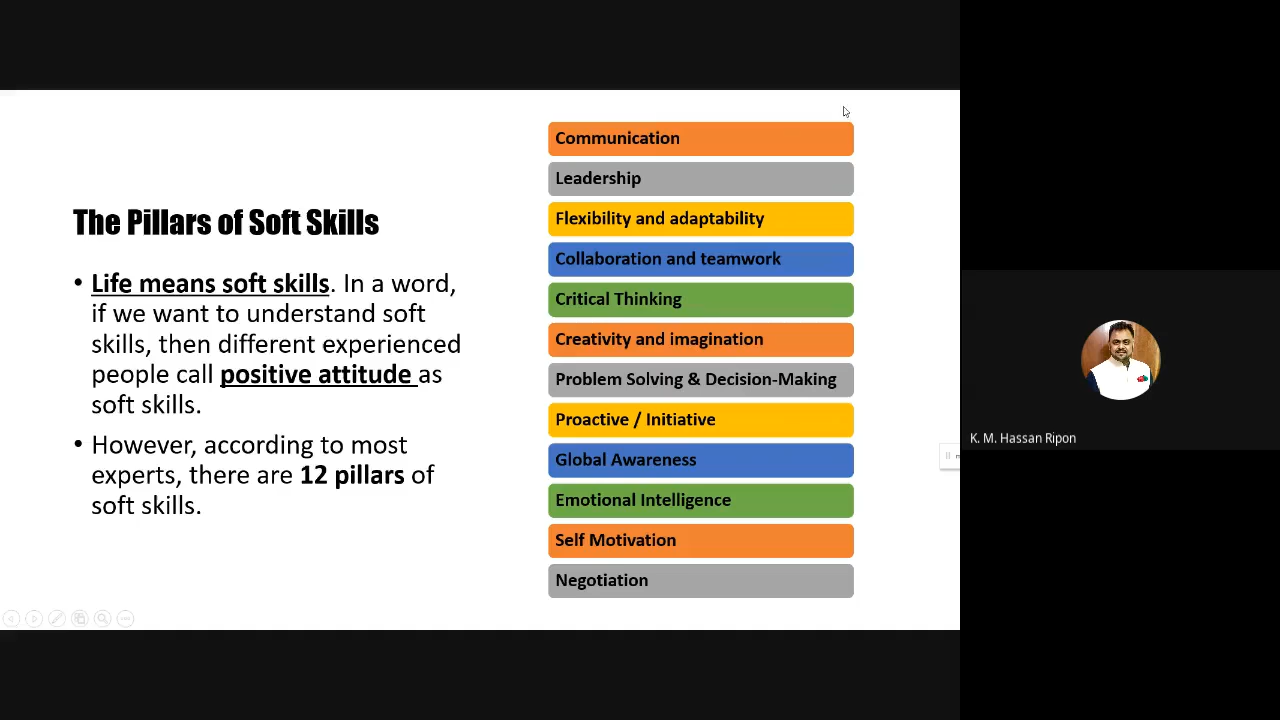 The Pillars of Soft Skills
• Life means soft skills. In a word,
if we want to understand soft
skills, then different experienced
people call positive attitude as
soft skills.
• However, according to most
experts, there are 12 pillars of
soft skills.
Communication
Leadership
Flexibility and adaptability
Collaboration and teamwork
Critical Thinking
Creativity and imagination
Problem Solving & Decision-Making
Proactive / Initiative
Global Awareness
Emotional Intelligence
Self Motivation
Negotiation
K. M. Hassan Ripon